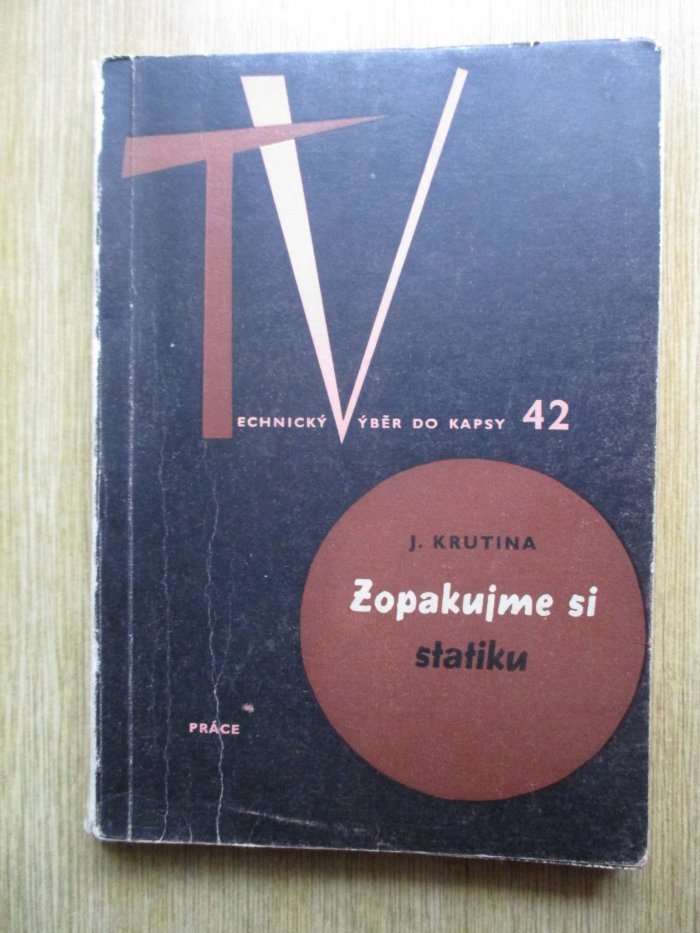 TECHNICKÝ VÝBĚR DO KAPSY 42
J. KRUTINA
Zopakujme si
statiku
PRÁCE